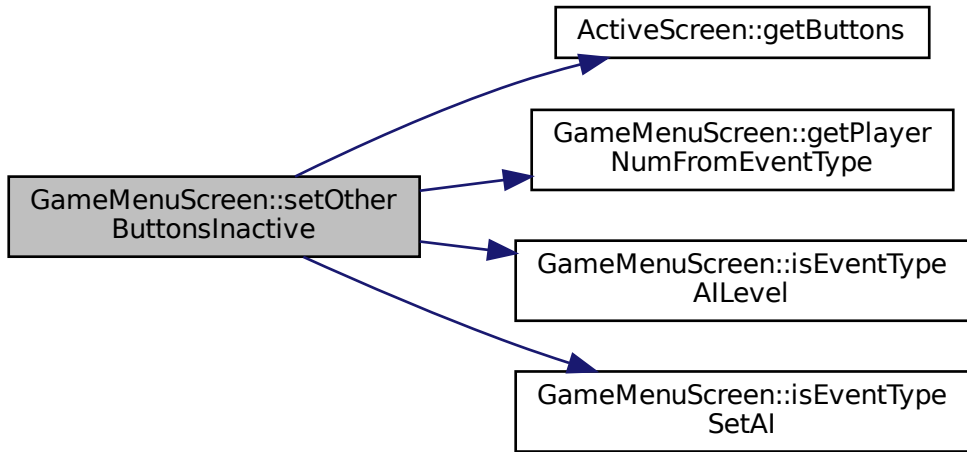 ActiveScreen::getButtons
GameMenuScreen::getPlayer
NumFromEventType
GameMenuScreen::setOther
ButtonsInactive
GameMenuScreen::isEventType
AILevel
GameMenuScreen::isEventType
SetAI